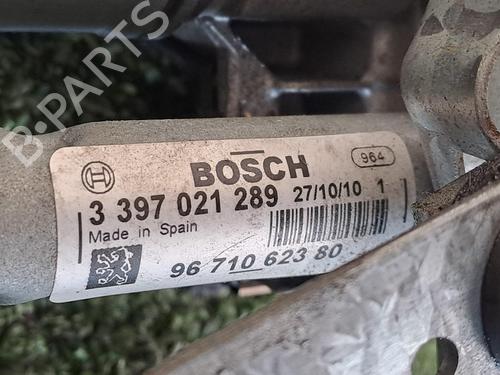 B-PARTS
BOSCH
964
3 397 021 289 27/10/10 1
Made in Spain
96 710 623 80